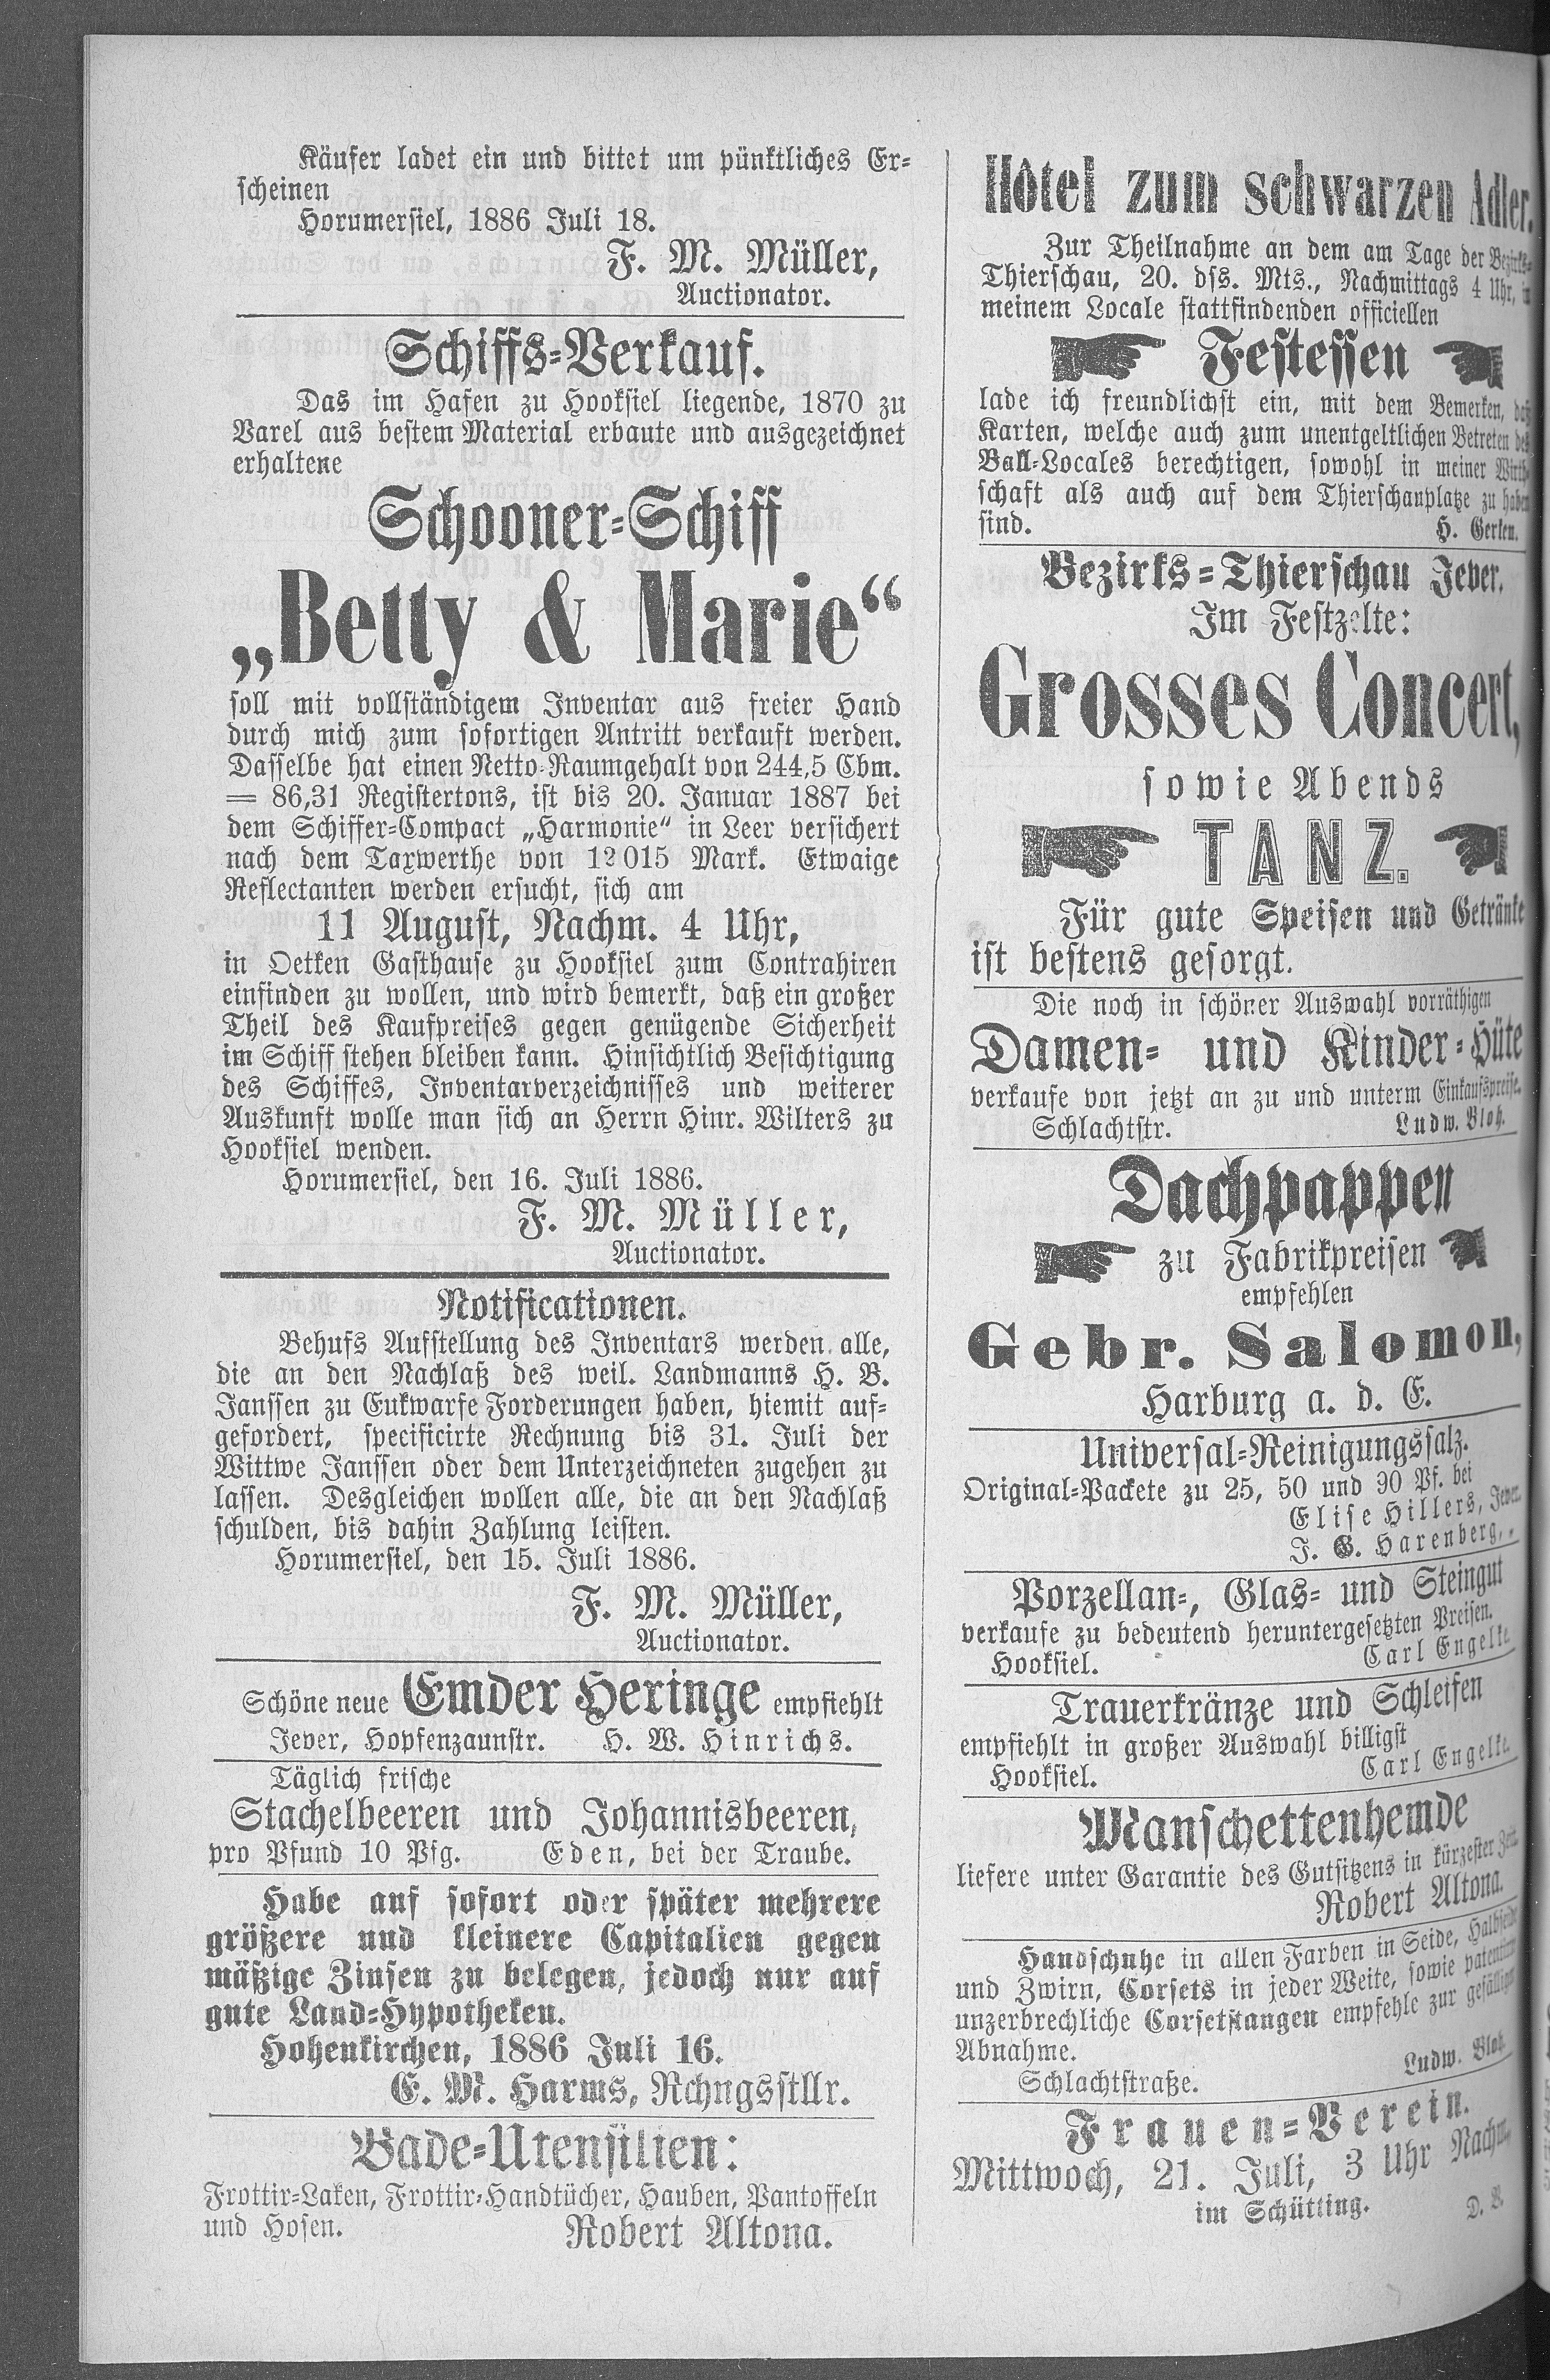 Käufer ladet ein und bittet um pünktliches Er=
scheinen
Horumersiel, 1886 Juli 18.
F. M. Müller,
Auctionator.
Schiffs=Verkauf.
Das im Hafen zu Hooksiel liegende, 1870 zu
Varel aus bestem Material erbaute und ausgezeichnet
erhaltene
Schooner=Schiff
„Betty & Marie“
soll mit vollständigem Inventar aus freier Hand
durch mich zum sofortigen Antritt verkauft werden.
Dasselbe hat einen Netto=Raumgehalt von 244,5 Cbm.
= 86,31 Registertons, ist bis 20. Januar 1887 bei
dem Schiffer=Compact „Harmonie“ in Leer versichert
nach dem Taxwerthe von 12015 Mark. Etwaige
Reflectanten werden ersucht, sich am
11 August, Nachm. 4 Uhr,
in Oetken Gasthause zu Hooksiel zum Contrahiren
einfinden zu wollen, und wird bemerkt, daß ein großer
Theil des Kaufpreises gegen genügende Sicherheit
im Schiff stehen bleiben kann. Hinsichtlich Besichtigung
des Schiffes, Inventarverzeichnisses und weiterer
Auskunft wolle man sich an Herrn Hinr. Wilters zu
Hooksiel wenden.
Horumersiel, den 16. Juli 1886.
F. M. Müller,
Auctionator.
Notificationen.
Behufs Aufstellung des Inventars werden alle,
die an den Nachlaß des weil. Landmanns H. B.
Janssen zu Eukwarfe Forderungen haben, hiemit auf=
gefordert, specificirte Rechnung bis 31. Juli der
Wittwe Janssen oder dem Unterzeichneten zugehen zu
lassen. Desgleichen wollen alle, die an den Nachlaß
schulden, bis dahin Zahlung leisten.
Horumersiel, den 15. Juli 1886.
F. M. Müller,
Auctionator.
Schöne neue Emder Heringe empfiehlt
Jever, Hopfenzaunstr. H. W. Hinrichs.
Täglich frische
Stachelbeeren und Johannisbeeren,
pro Pfund 10 Pfg. Eden, bei der Traube.
Habe auf sofort oder später mehrere
größere und kleinere Capitalien gegen
mäßige Zinsen zu belegen, jedoch nur auf
gute Land=Hypotheken.
Hohenkirchen, 1886 Juli 16.
E. M. Harms, Rchngsstllr.
Bade=Utensilien:
Frottir=Laken, Frottir=Handtücher, Hauben, Pantoffeln
und Hosen. Robert Altona.
Hôtel zum schwarzen Adler.
Zur Theilnahme an dem am Tage der Bezirks=
Thierschau, 20. dss. Mts., Nachmittags 4 Uhr, in
meinem Locale stattfindenden officiellen
Festessen
lade ich freundlichst ein, mit dem Bemerken, daß
Karten, welche auch zum unentgeltlichen Betreten des
Ball=Locales berechtigen, sowohl in meiner Wirth=
schaft als auch auf dem Thierschauplatze zu haben
sind. H. Gerken.
Bezirks=Thierschau Jever.
Im Festzelte:
Grosses Concert,
sowie Abends
TANZ.
Für gute Speisen und Getränke
ist bestens gesorgt.
Die noch in schöner Auswahl vorräthigen
Damen= und Kinder=Hüte
verkaufe von jetzt an zu und unterm Einkaufspreise.
Schlachtstr. Ludw. Bloh.
Dachpappen
zu Fabrikpreisen
empfehlen
Gebr. Salomon,
Harburg a. d. E.
Universal=Reinigungssalz.
Original=Packete zu 25, 50 und 90 Pf. bei
Elise Hillers, Jever.
J. G. Harenberg, „
Porzellan=, Glas= und Steingut
verkaufe zu bedeutend heruntergesetzten Preisen.
Hooksiel. Carl Engelke.
Trauerkränze und Schleifen
empfiehlt in großer Auswahl billigst
Hooksiel. Carl Engelke.
Manschettenhemde
liefere unter Garantie des Gutsitzens in kürzester Zeit.
Robert Altona.
Handschuhe in allen Farben in Seide, Halbseide
und Zwirn, Corsets in jeder Weite, sowie
unzerbrechliche Corsetstangen empfehle zur gefälligen
Abnahme.
Schlachtstraße. Ludw. Bloh.
Frauen=Verein.
Mittwoch, 21. Juli, 3 Uhr Nachm.,
im Schütting. D. V.